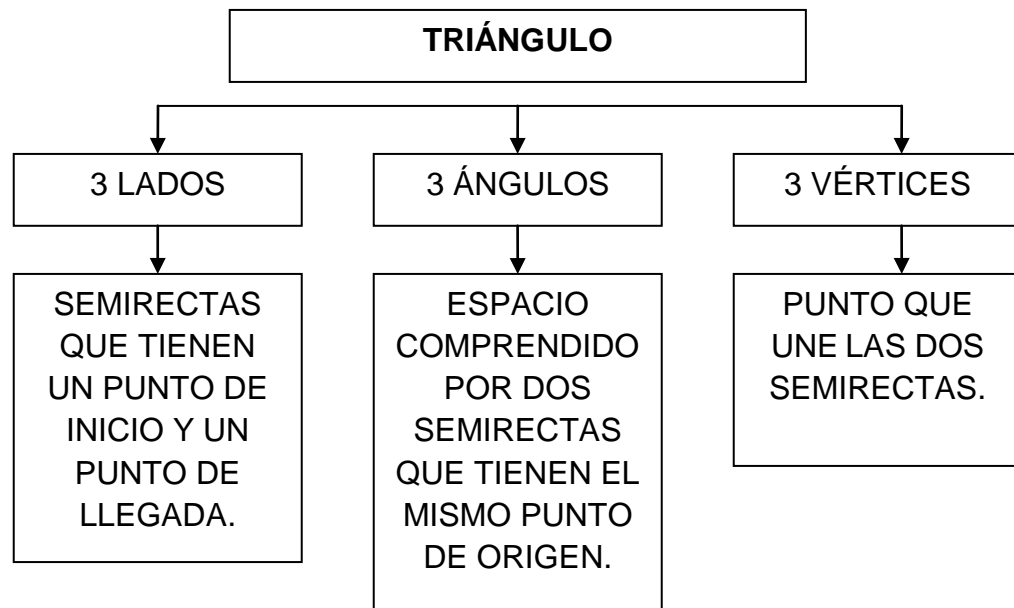 TRIÁNGULO
3 LADOS
3 ÁNGULOS
3 VÉRTICES
SEMIRECTAS
QUE TIENEN
UN PUNTO DE
INICIO Y UN
PUNTO DE
LLEGADA.
ESPACIO
COMPRENDIDO
POR DOS
SEMIRECTAS
QUE TIENEN EL
MISMO PUNTO
DE ORIGEN.
PUNTO QUE
UNE LAS DOS
SEMIRECTAS.